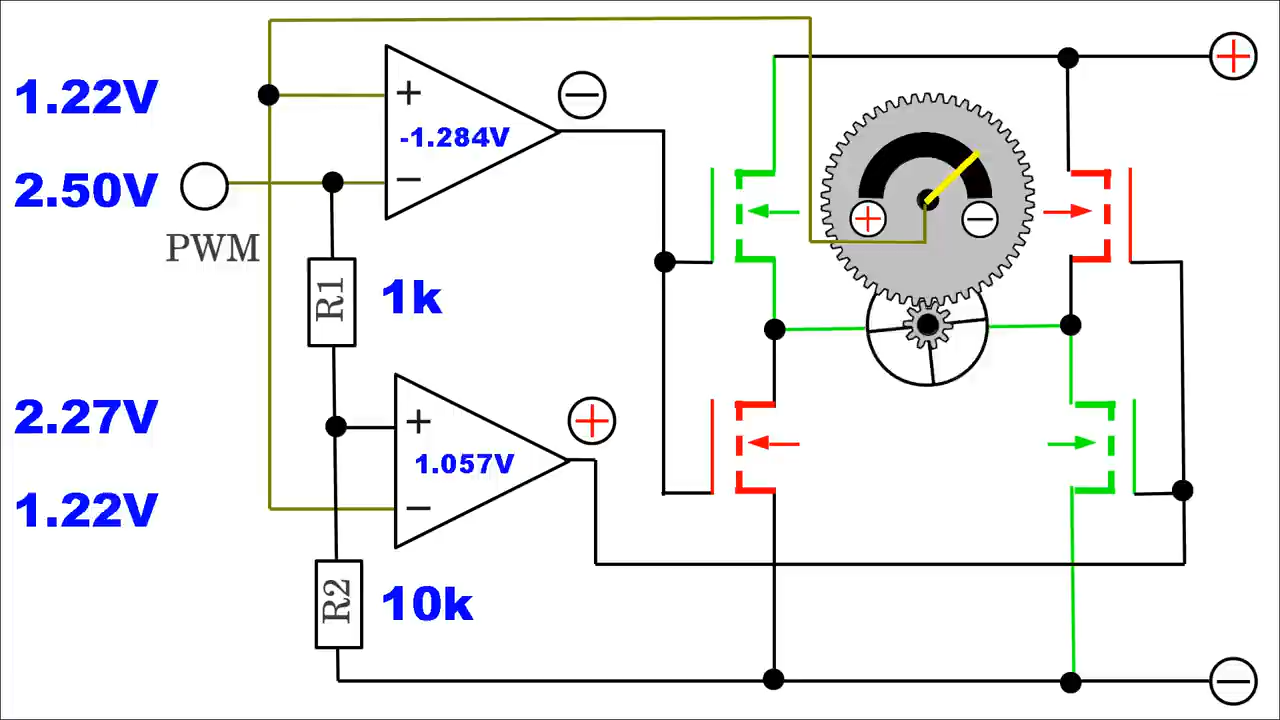 1.22V
+
-1.284V
−
−
+
2.50V
PWM
R1
1k
+
−
2.27V
+
+
1.057V
1.22V
−
R2
10k
−